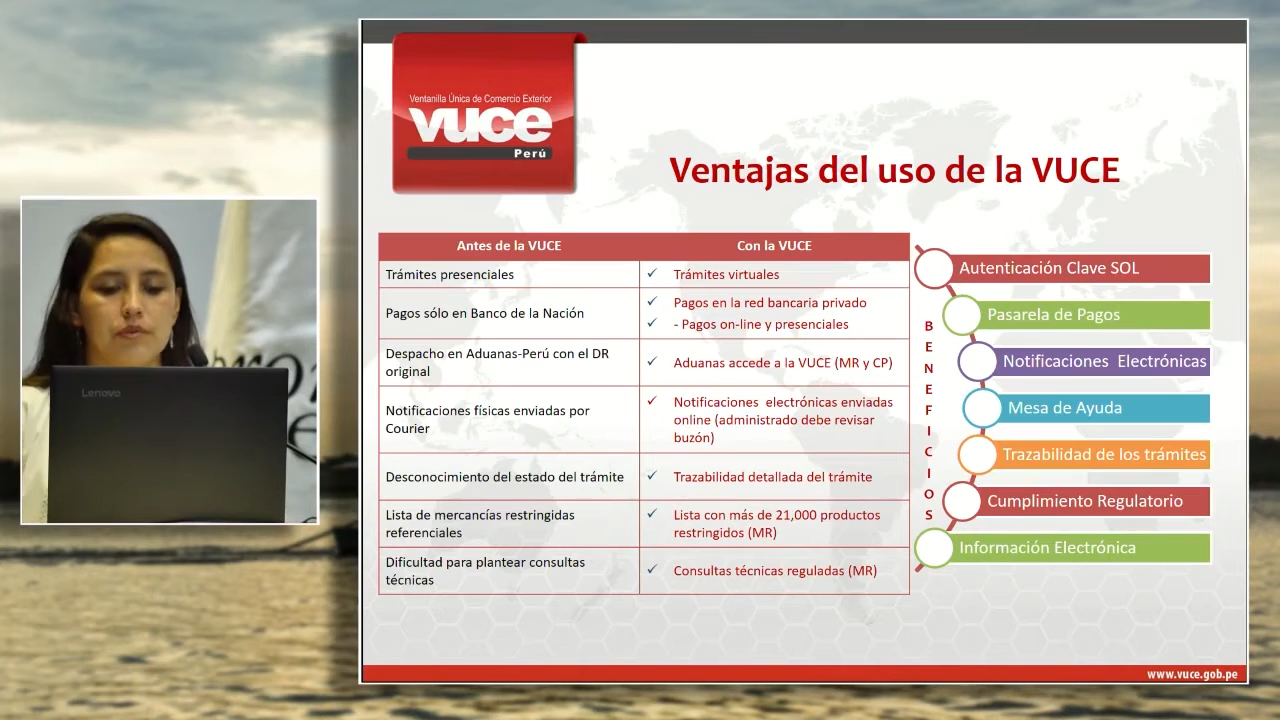 Ventanilla Única de Comercio Exterior
vuce
Perú
Ventajas del uso de la VUCE
Antes de la VUCE
Con la VUCE
Trámites presenciales
✓ Trámites virtuales
Pagos sólo en Banco de la Nación
✓ Pagos en la red bancaria privado
✓ - Pagos on-line y presenciales
Despacho en Aduanas-Perú con el DR
original
✓ Aduanas accede a la VUCE (MR y CP)
Notificaciones físicas enviadas por
Courier
✓ Notificaciones electrónicas enviadas
online (administrado debe revisar
buzón)
Desconocimiento del estado del trámite
✓ Trazabilidad detallada del trámite
Lista de mercancías restringidas
referenciales
✓ Lista con más de 21,000 productos
restringidos (MR)
Dificultad para plantear consultas
técnicas
✓ Consultas técnicas reguladas (MR)
BENEFICIOS
Autenticación Clave SOL
Pasarela de Pagos
Notificaciones Electrónicas
Mesa de Ayuda
Trazabilidad de los trámites
Cumplimiento Regulatorio
Información Electrónica
Lenovo
www.vuce.gob.pe